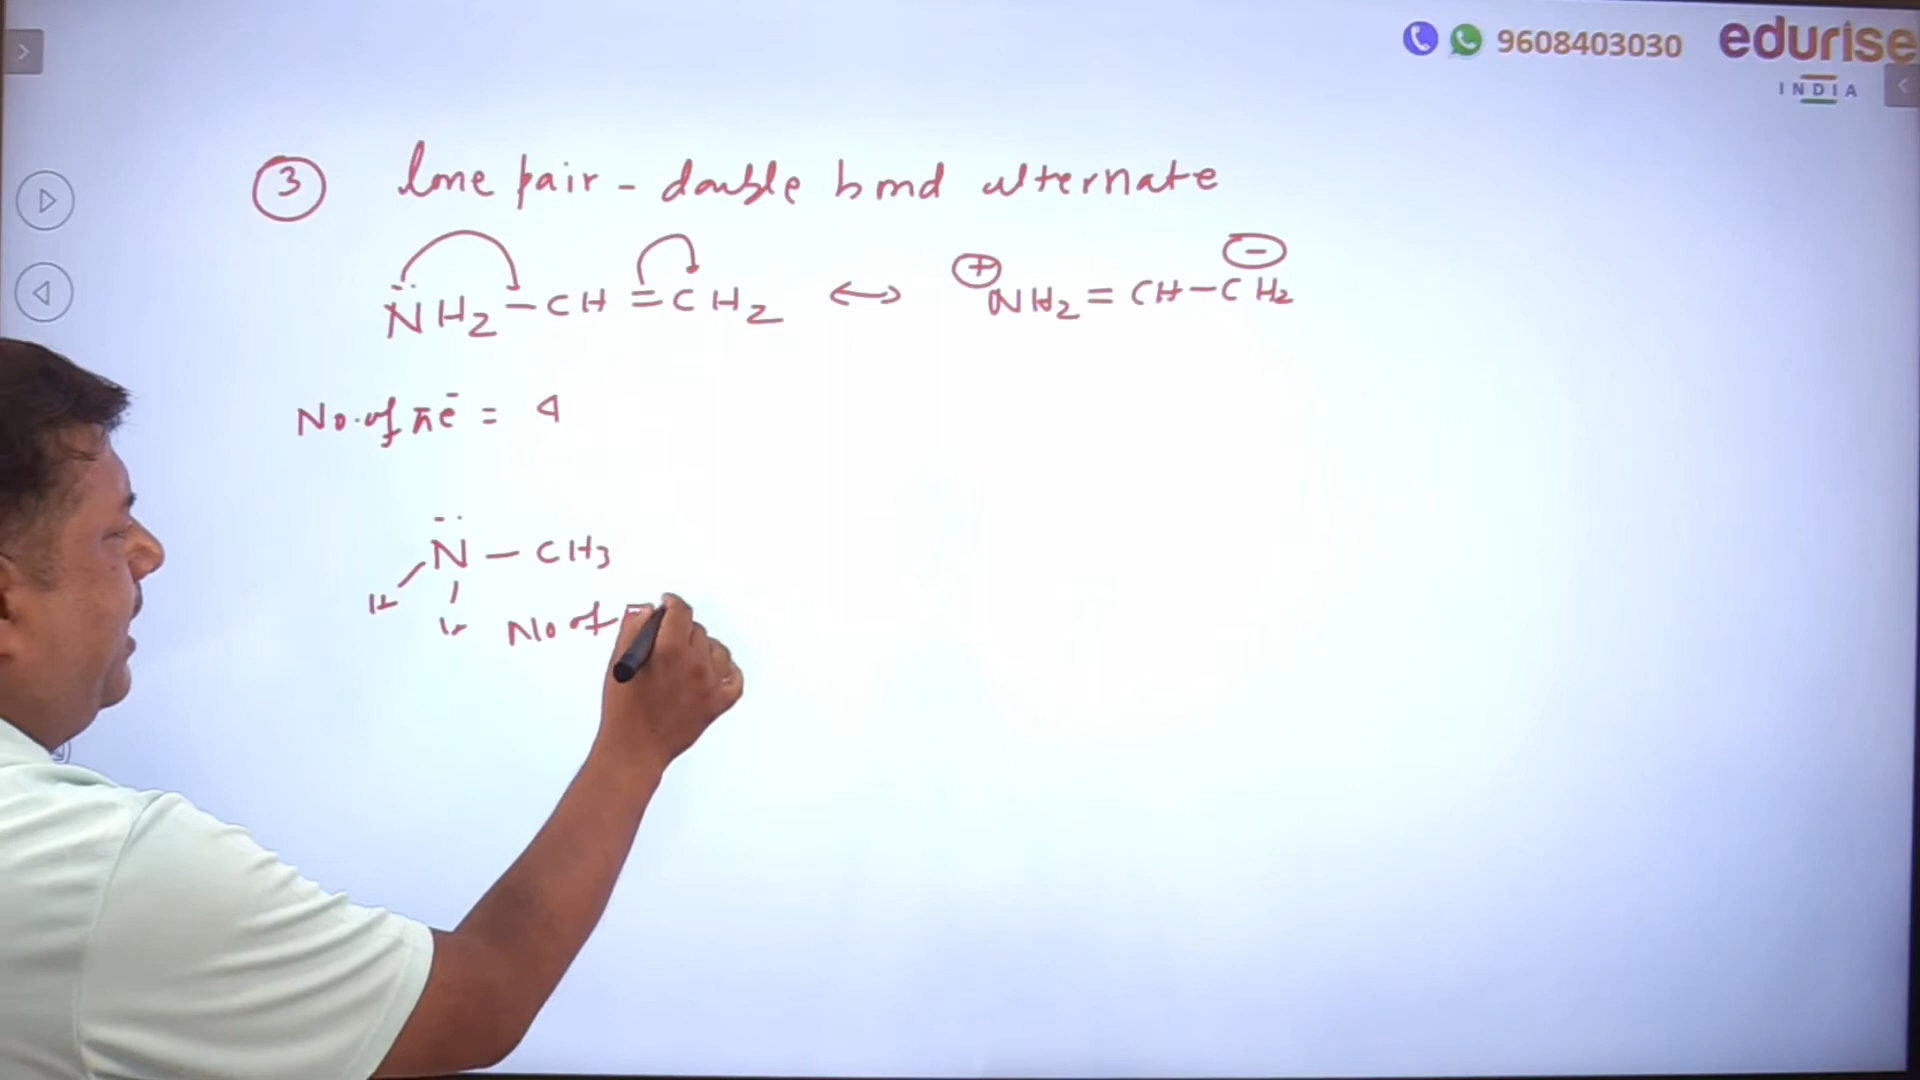 9608403030 edurise
INDIA
③ lone pair - double bond alternate
N̈H2-CH=CH2 ↔ ⊕NH2=CH-CH2 ⊖
No. of πe⁻ = 4
N̈-CH3
H
H No of